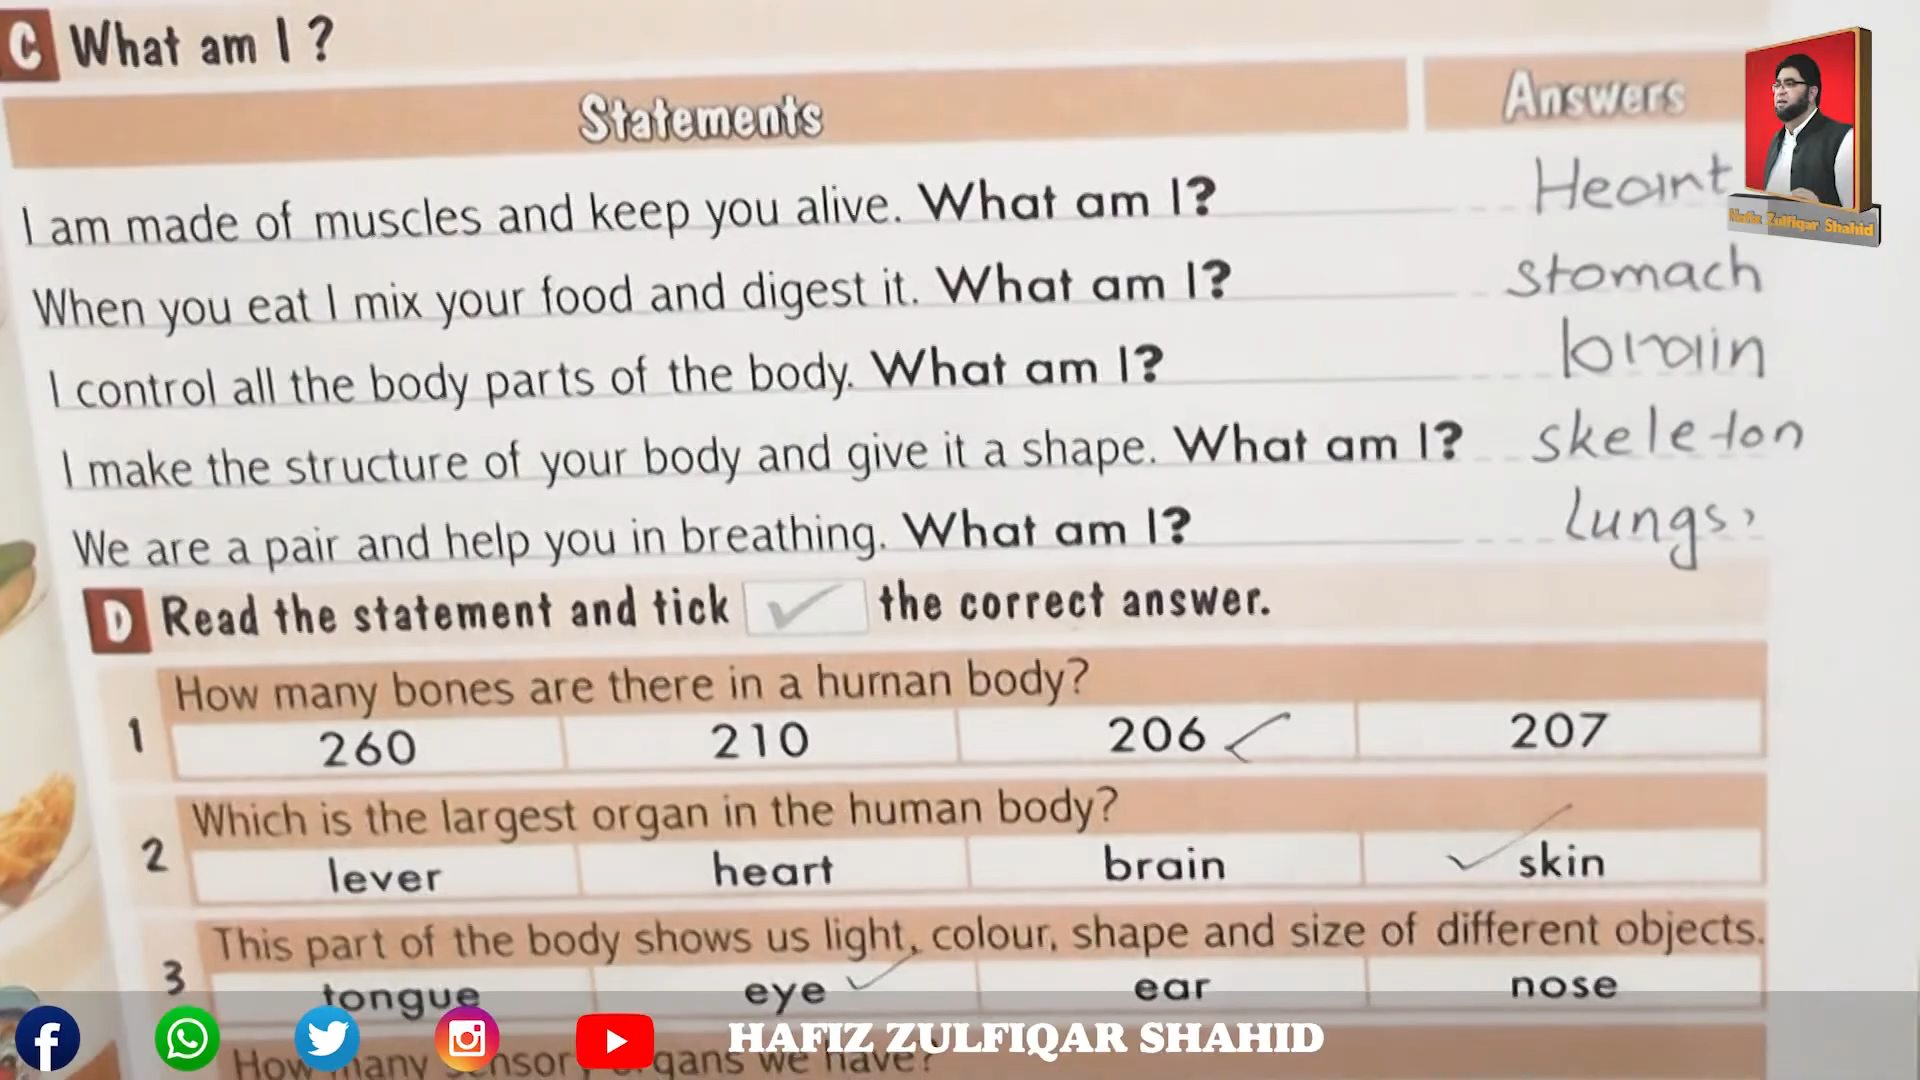 C What am I ?
Statements Answers
I am made of muscles and keep you alive. What am I? Heart
When you eat I mix your food and digest it. What am I? stomach
I control all the body parts of the body. What am I? brain
I make the structure of your body and give it a shape. What am I? skeleton
We are a pair and help you in breathing. What am I? Lungs
Hafiz Zulfiqar Shahid
D Read the statement and tick ✓ the correct answer.
1 How many bones are there in a human body?
260 210 206 ✓ 207
2 Which is the largest organ in the human body?
lever heart brain ✓ skin
3 This part of the body shows us light, colour, shape and size of different objects.
tongue eye ✓ ear nose
HAFIZ ZULFIQAR SHAHID
How many sensory organs we have?